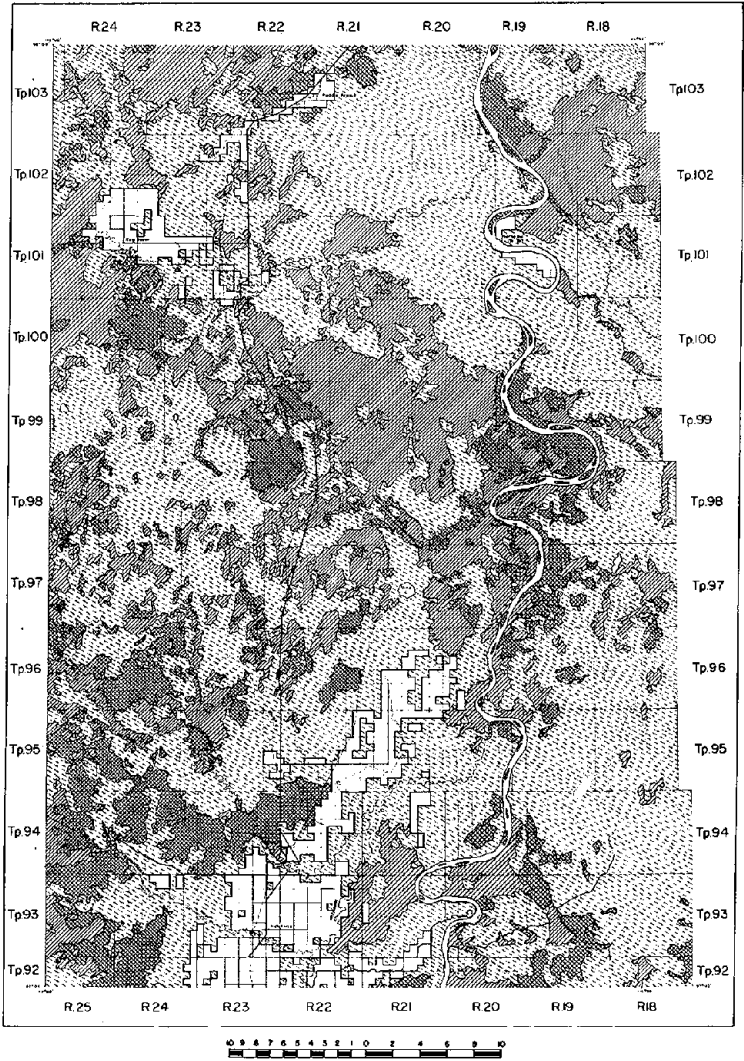 R.24 R.23 R.22 R.21 R.20 R.19 R.18
Tp.103 Tp.103
Tp.102 Tp.102
Tp.101 Tp.101
Tp.100 Tp.100
Tp.99 Tp.99
Tp.98 Tp.98
Tp.97 Tp.97
Tp.96 Tp.96
Tp.95 Tp.95
Tp.94 Tp.94
Tp.93 Tp.93
Tp.92 Tp.92
R.25 R.24 R.23 R.22 R.21 R.20 R.19 R18
10 9 8 7 6 5 4 3 2 1 0 2 4 6 8 10